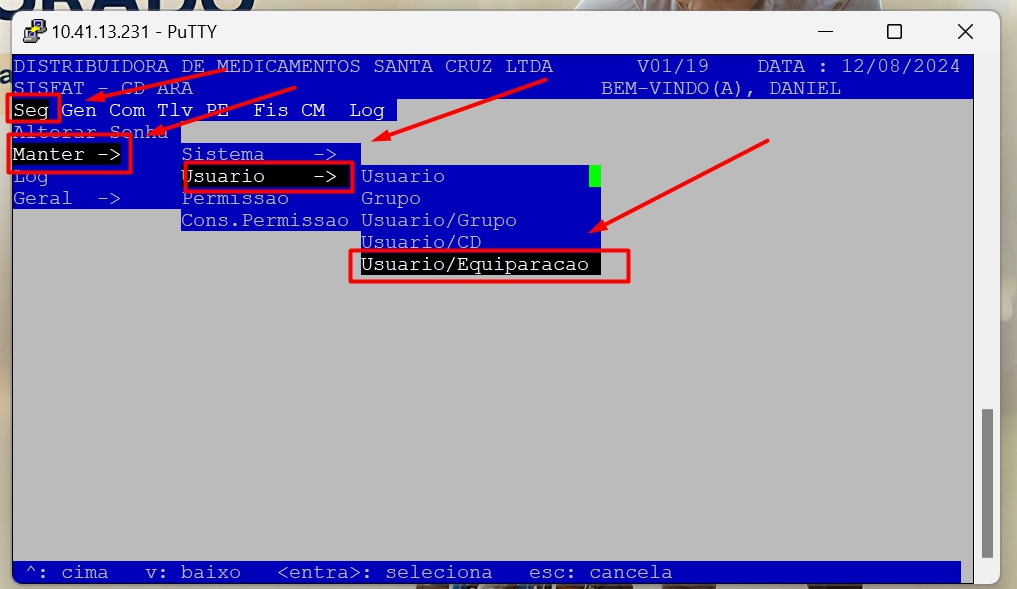 10.41.13.231 - PuTTY
DISTRIBUIDORA DE MEDICAMENTOS SANTA CRUZ LTDA V01/19 DATA : 12/08/2024
SISFAT - CD ARA BEM-VINDO(A), DANIEL
Seg Gen Com Tlv PE Fis CM Log
Alterar Senha
Manter -> Sistema ->
Log Usuario -> Usuario
Geral -> Permissao Grupo
Cons.Permissao Usuario/Grupo
Usuario/CD
Usuario/Equiparacao
^: cima v: baixo <entra>: seleciona esc: cancela